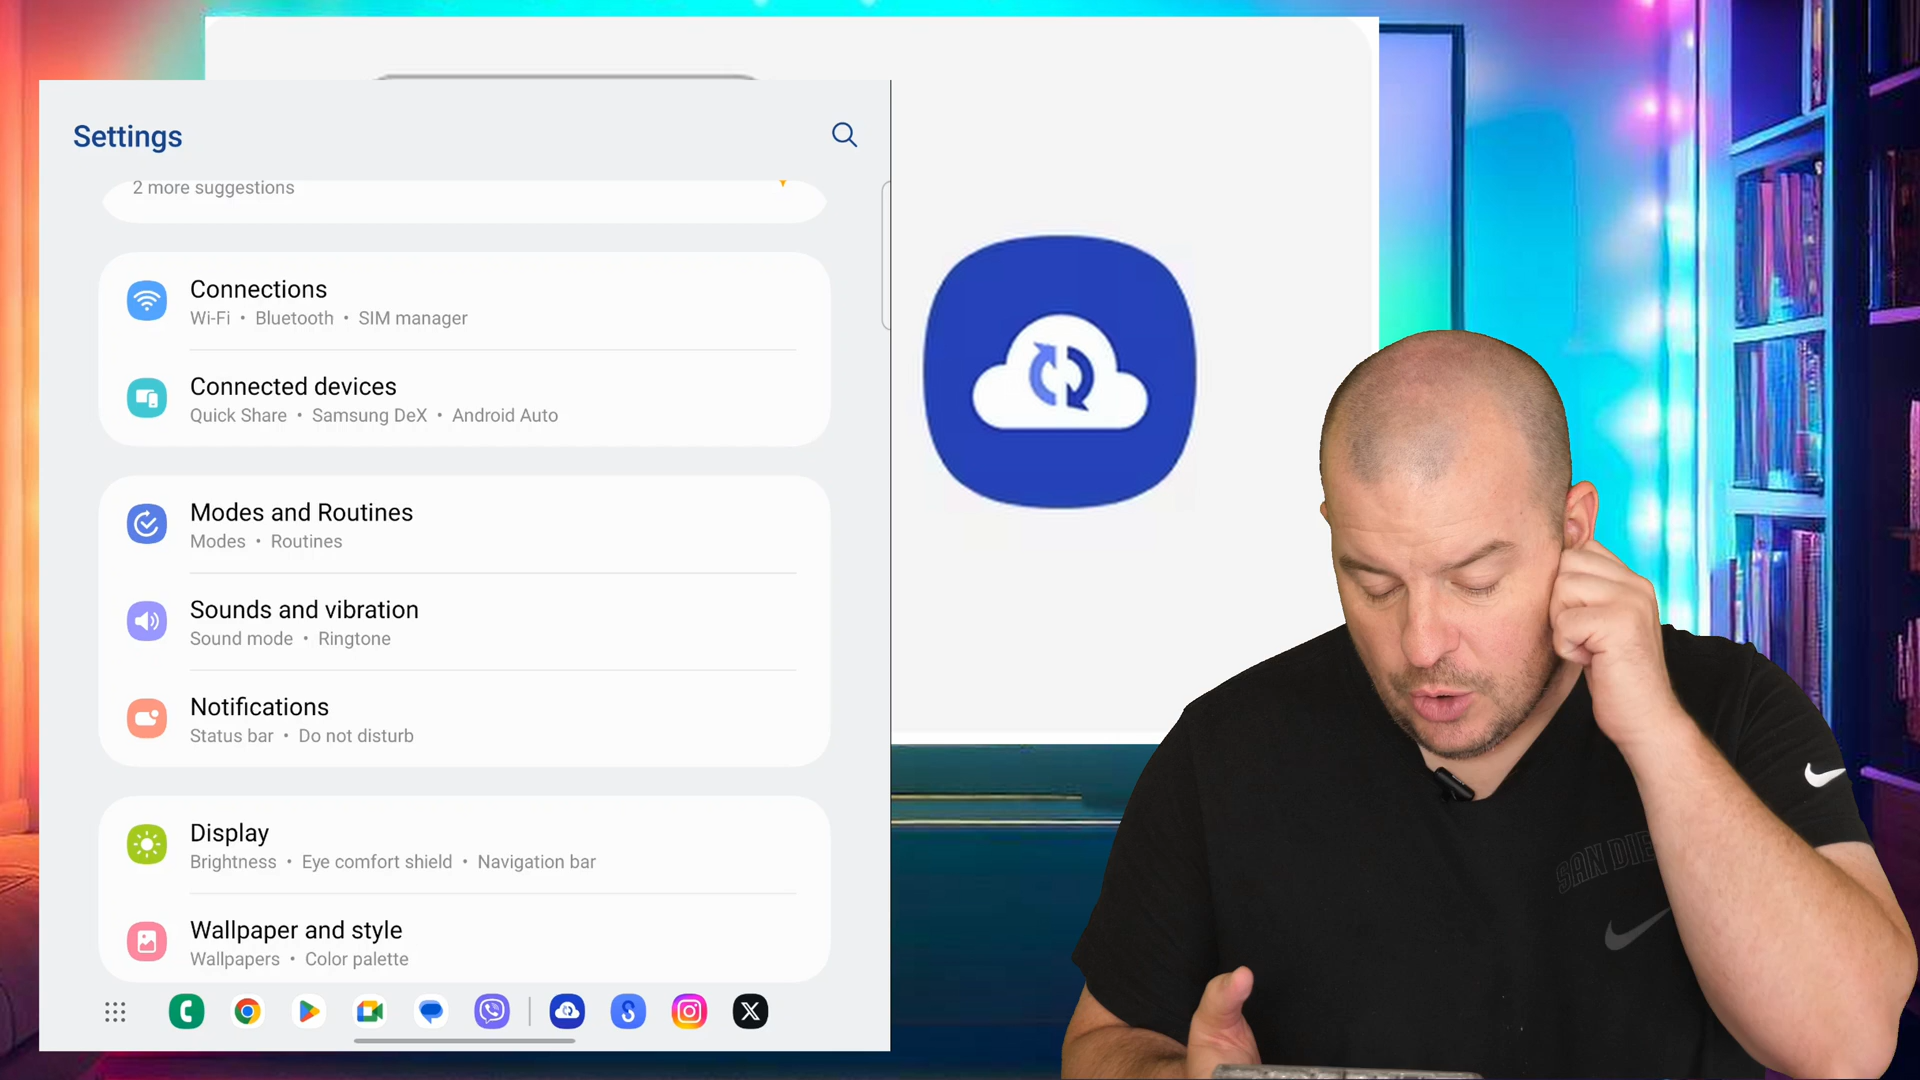 Settings
2 more suggestions
Connections
Wi-Fi • Bluetooth • SIM manager
Connected devices
Quick Share • Samsung DeX • Android Auto
Modes and Routines
Modes • Routines
Sounds and vibration
Sound mode • Ringtone
Notifications
Status bar • Do not disturb
Display
Brightness • Eye comfort shield • Navigation bar
Wallpaper and style
Wallpapers • Color palette
SAN DIE